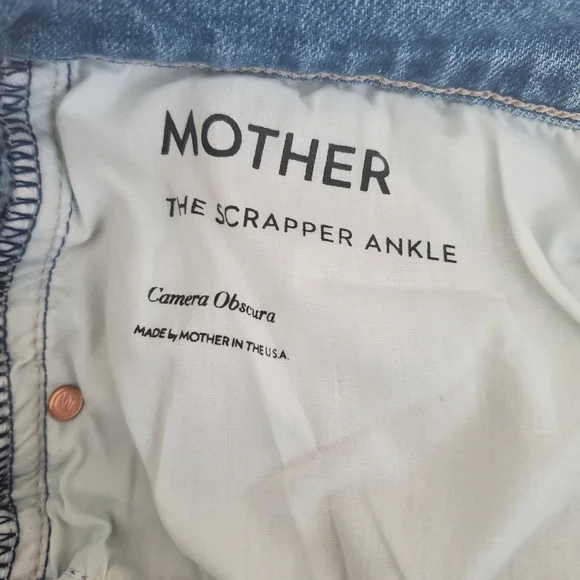 MOTHER
THE SCRAPPER ANKLE
Camera Obscura
MADE by MOTHER IN THE U.S.A.
M